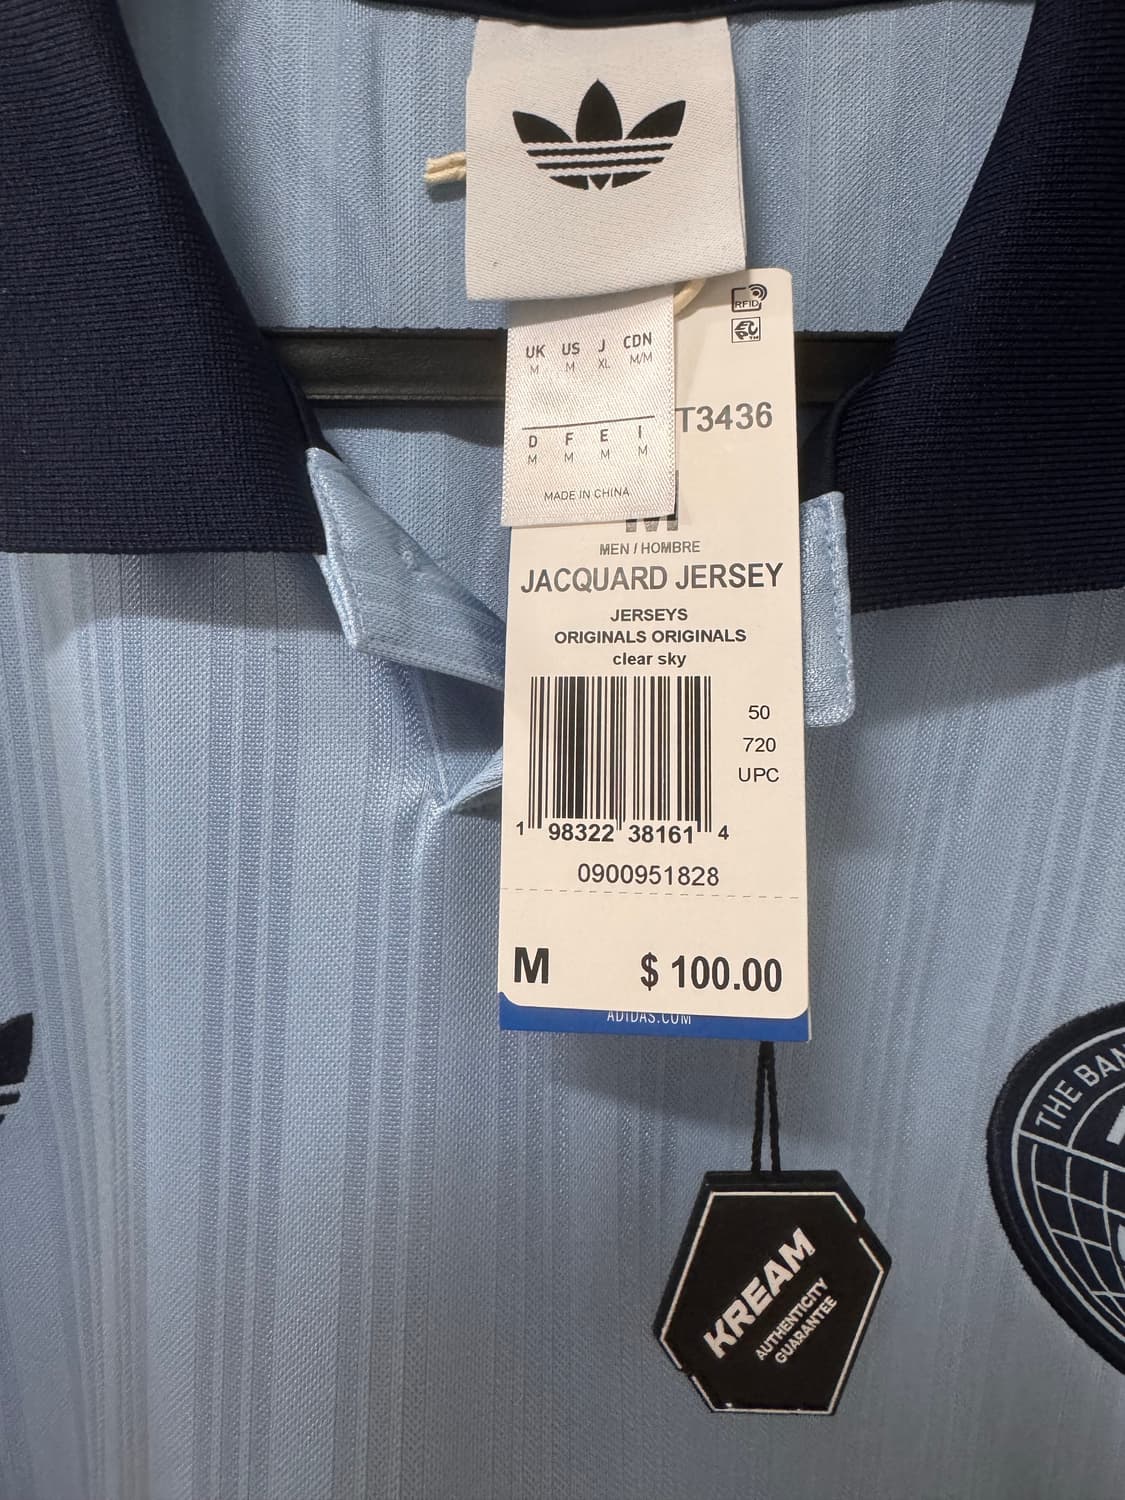 RFID
UK US J CDN
M M XL M/M
T3436
D F E I
M M M M
MADE IN CHINA
M
MEN / HOMBRE
JACQUARD JERSEY
JERSEYS
ORIGINALS ORIGINALS
clear sky
50
720
UPC
1 98322 38161 4
0900951828
M $ 100.00
ADIDAS.COM
THE BAN
KREAM
AUTHENTICITY
GUARANTEE